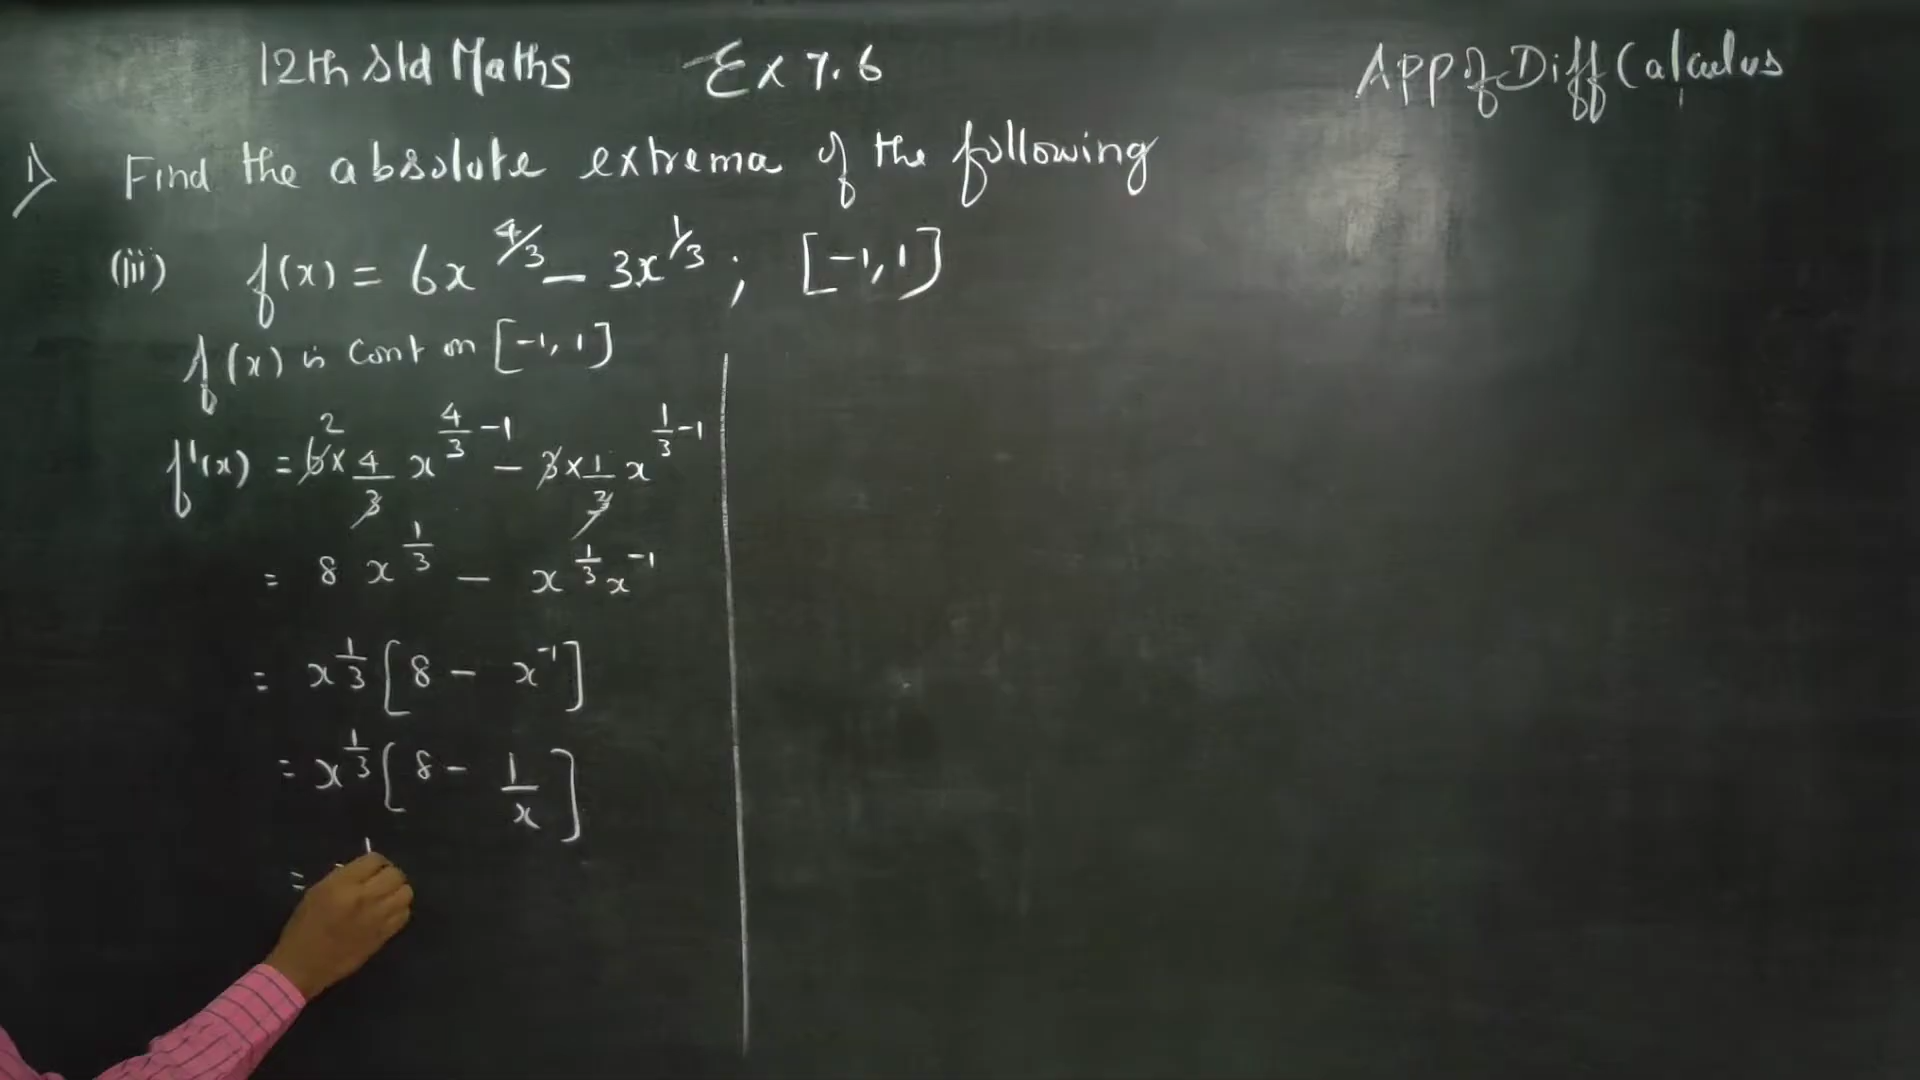 12th Std Maths Ex 7.6 App of Diff Calculus
1) Find the absolute extrema of the following
(iii) f(x) = 6x^{4/3} - 3x^{1/3} ; [-1, 1]
f(x) is cont on [-1, 1]
f'(x) = 6 × 4/3 x^{4/3 - 1} - 3 × 1/3 x^{1/3 - 1}
= 8 x^{1/3} - x^{1/3} x^{-1}
= x^{1/3} [8 - x^{-1}]
= x^{1/3} [8 - 1/x]
=